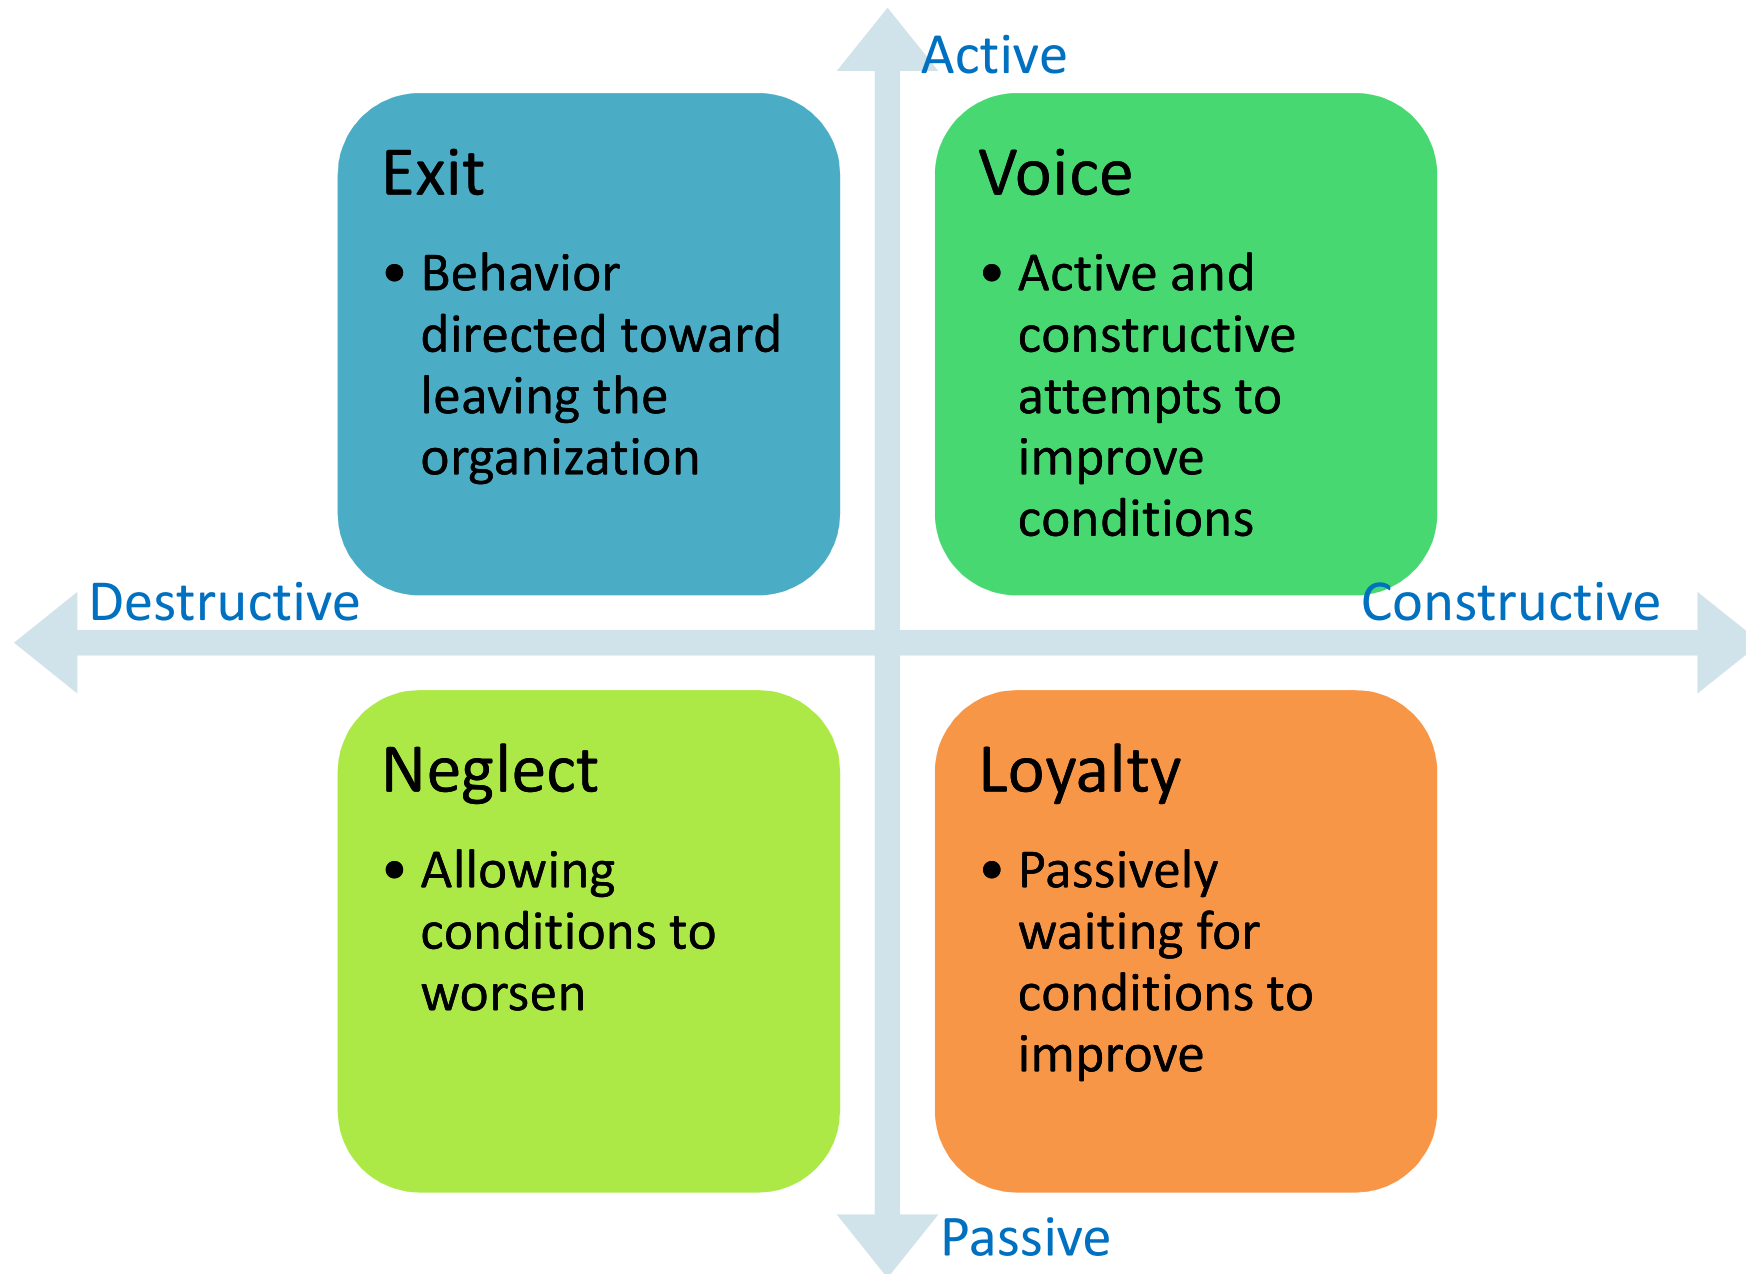 Active
Exit
• Behavior
directed toward
leaving the
organization
Voice
• Active and
constructive
attempts to
improve
conditions
Destructive
Constructive
Neglect
• Allowing
conditions to
worsen
Loyalty
• Passively
waiting for
conditions to
improve
Passive